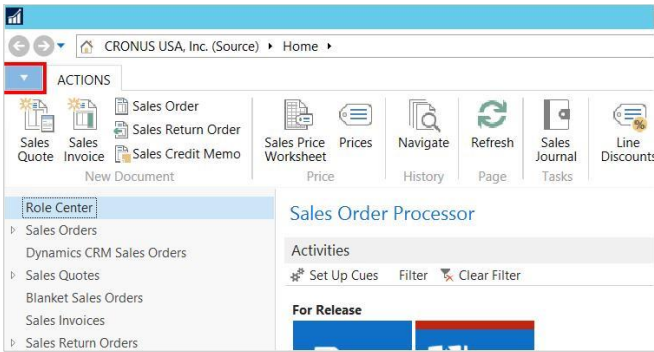 CRONUS USA, Inc. (Source) Home
ACTIONS
Sales Quote
Sales Invoice
Sales Order
Sales Return Order
Sales Credit Memo
New Document
Sales Price Worksheet
Prices
Price
Navigate
History
Refresh
Page
Sales Journal
Tasks
Line Discounts
Role Center
Sales Orders
Dynamics CRM Sales Orders
Sales Quotes
Blanket Sales Orders
Sales Invoices
Sales Return Orders
Sales Order Processor
Activities
Set Up Cues Filter Clear Filter
For Release